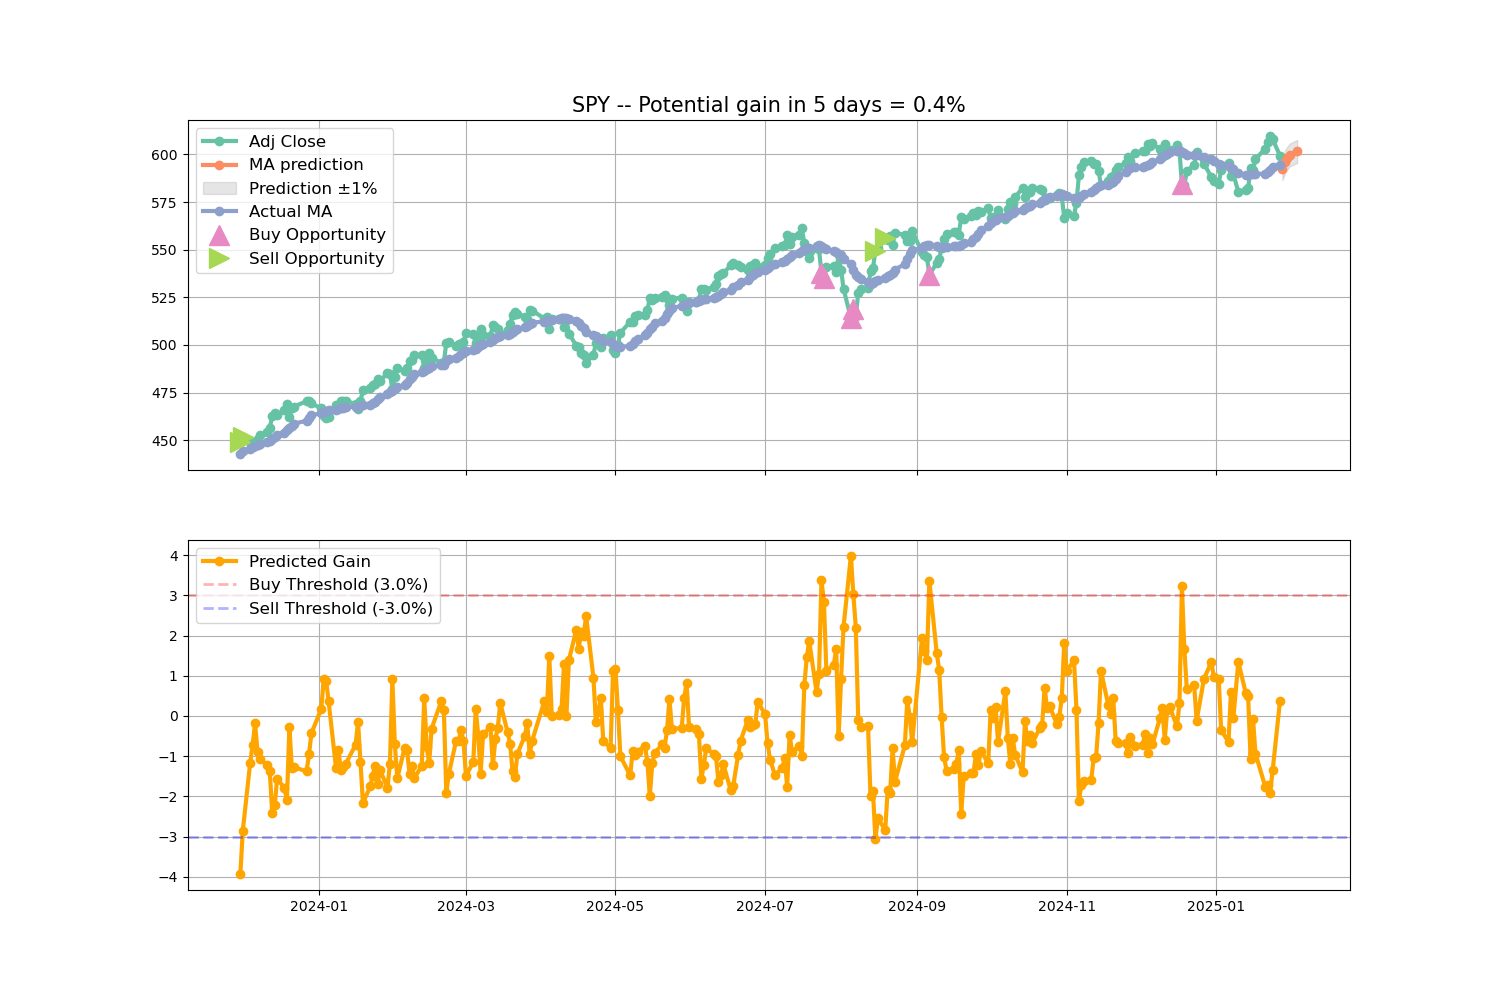 SPY -- Potential gain in 5 days = 0.4%
Adj Close
MA prediction
Prediction ±1%
Actual MA
Buy Opportunity
Sell Opportunity
600
575
550
525
500
475
450
Predicted Gain
Buy Threshold (3.0%)
Sell Threshold (-3.0%)
4
3
2
1
0
−1
−2
−3
−4
2024-01
2024-03
2024-05
2024-07
2024-09
2024-11
2025-01